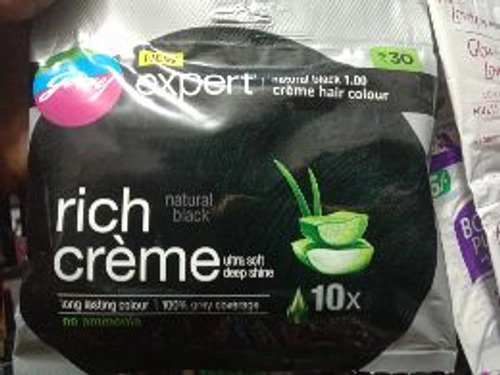 Godrej
NEW
expert
natural black 1.00
crème hair colour
₹30
rich
crème
natural
black
ultra soft
deep shine
long lasting colour | 100% grey coverage
no ammonia
10x